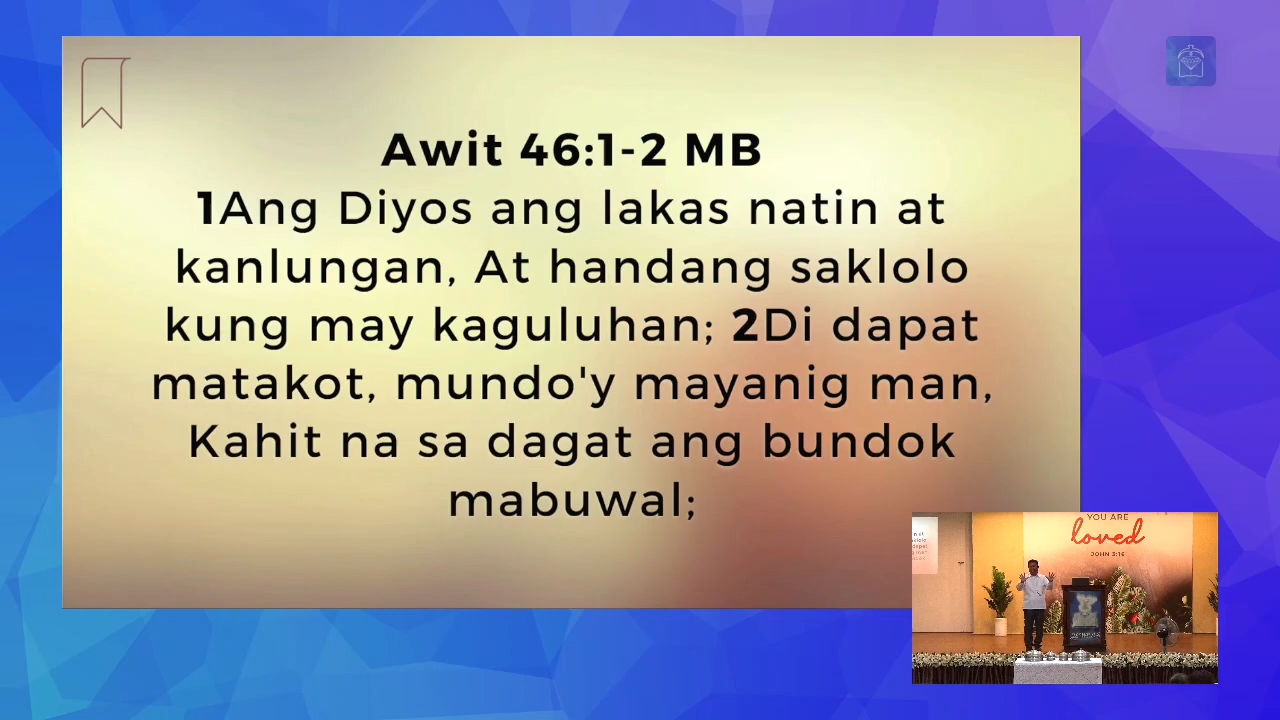 Awit 46:1-2 MB
1Ang Diyos ang lakas natin at
kanlungan, At handang saklolo
kung may kaguluhan; 2Di dapat
matakot, mundo'y mayanig man,
Kahit na sa dagat ang bundok
mabuwal;
YOU ARE
loved
JOHN 3:16